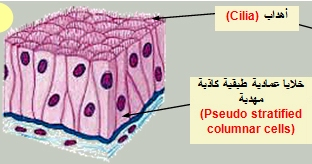 أهداب (Cilia)
خلايا عمادية طبقية كاذبة
مهدبة
(Pseudo stratified
columnar cells)